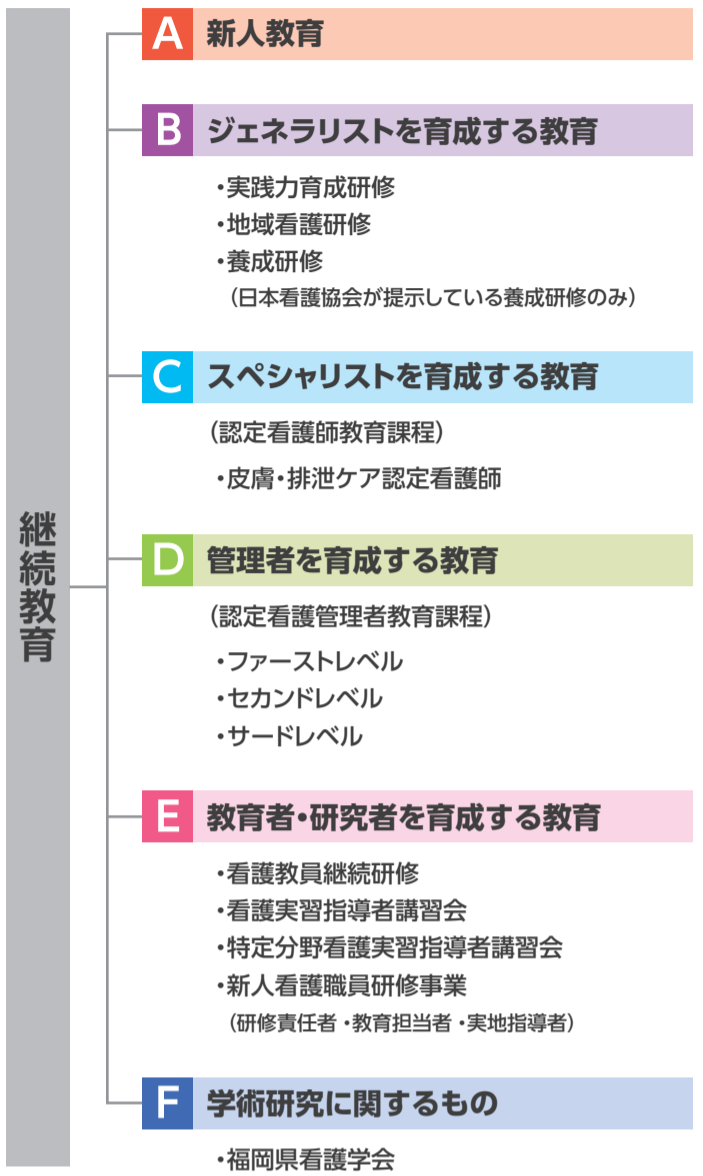 継続教育
A 新人教育
B ジェネラリストを育成する教育
・実践力育成研修
・地域看護研修
・養成研修
（日本看護協会が提示している養成研修のみ）
C スペシャリストを育成する教育
（認定看護師教育課程）
・皮膚・排泄ケア認定看護師
D 管理者を育成する教育
（認定看護管理者教育課程）
・ファーストレベル
・セカンドレベル
・サードレベル
E 教育者・研究者を育成する教育
・看護教員継続研修
・看護実習指導者講習会
・特定分野看護実習指導者講習会
・新人看護職員研修事業
（研修責任者・教育担当者・実地指導者）
F 学術研究に関するもの
・福岡県看護学会